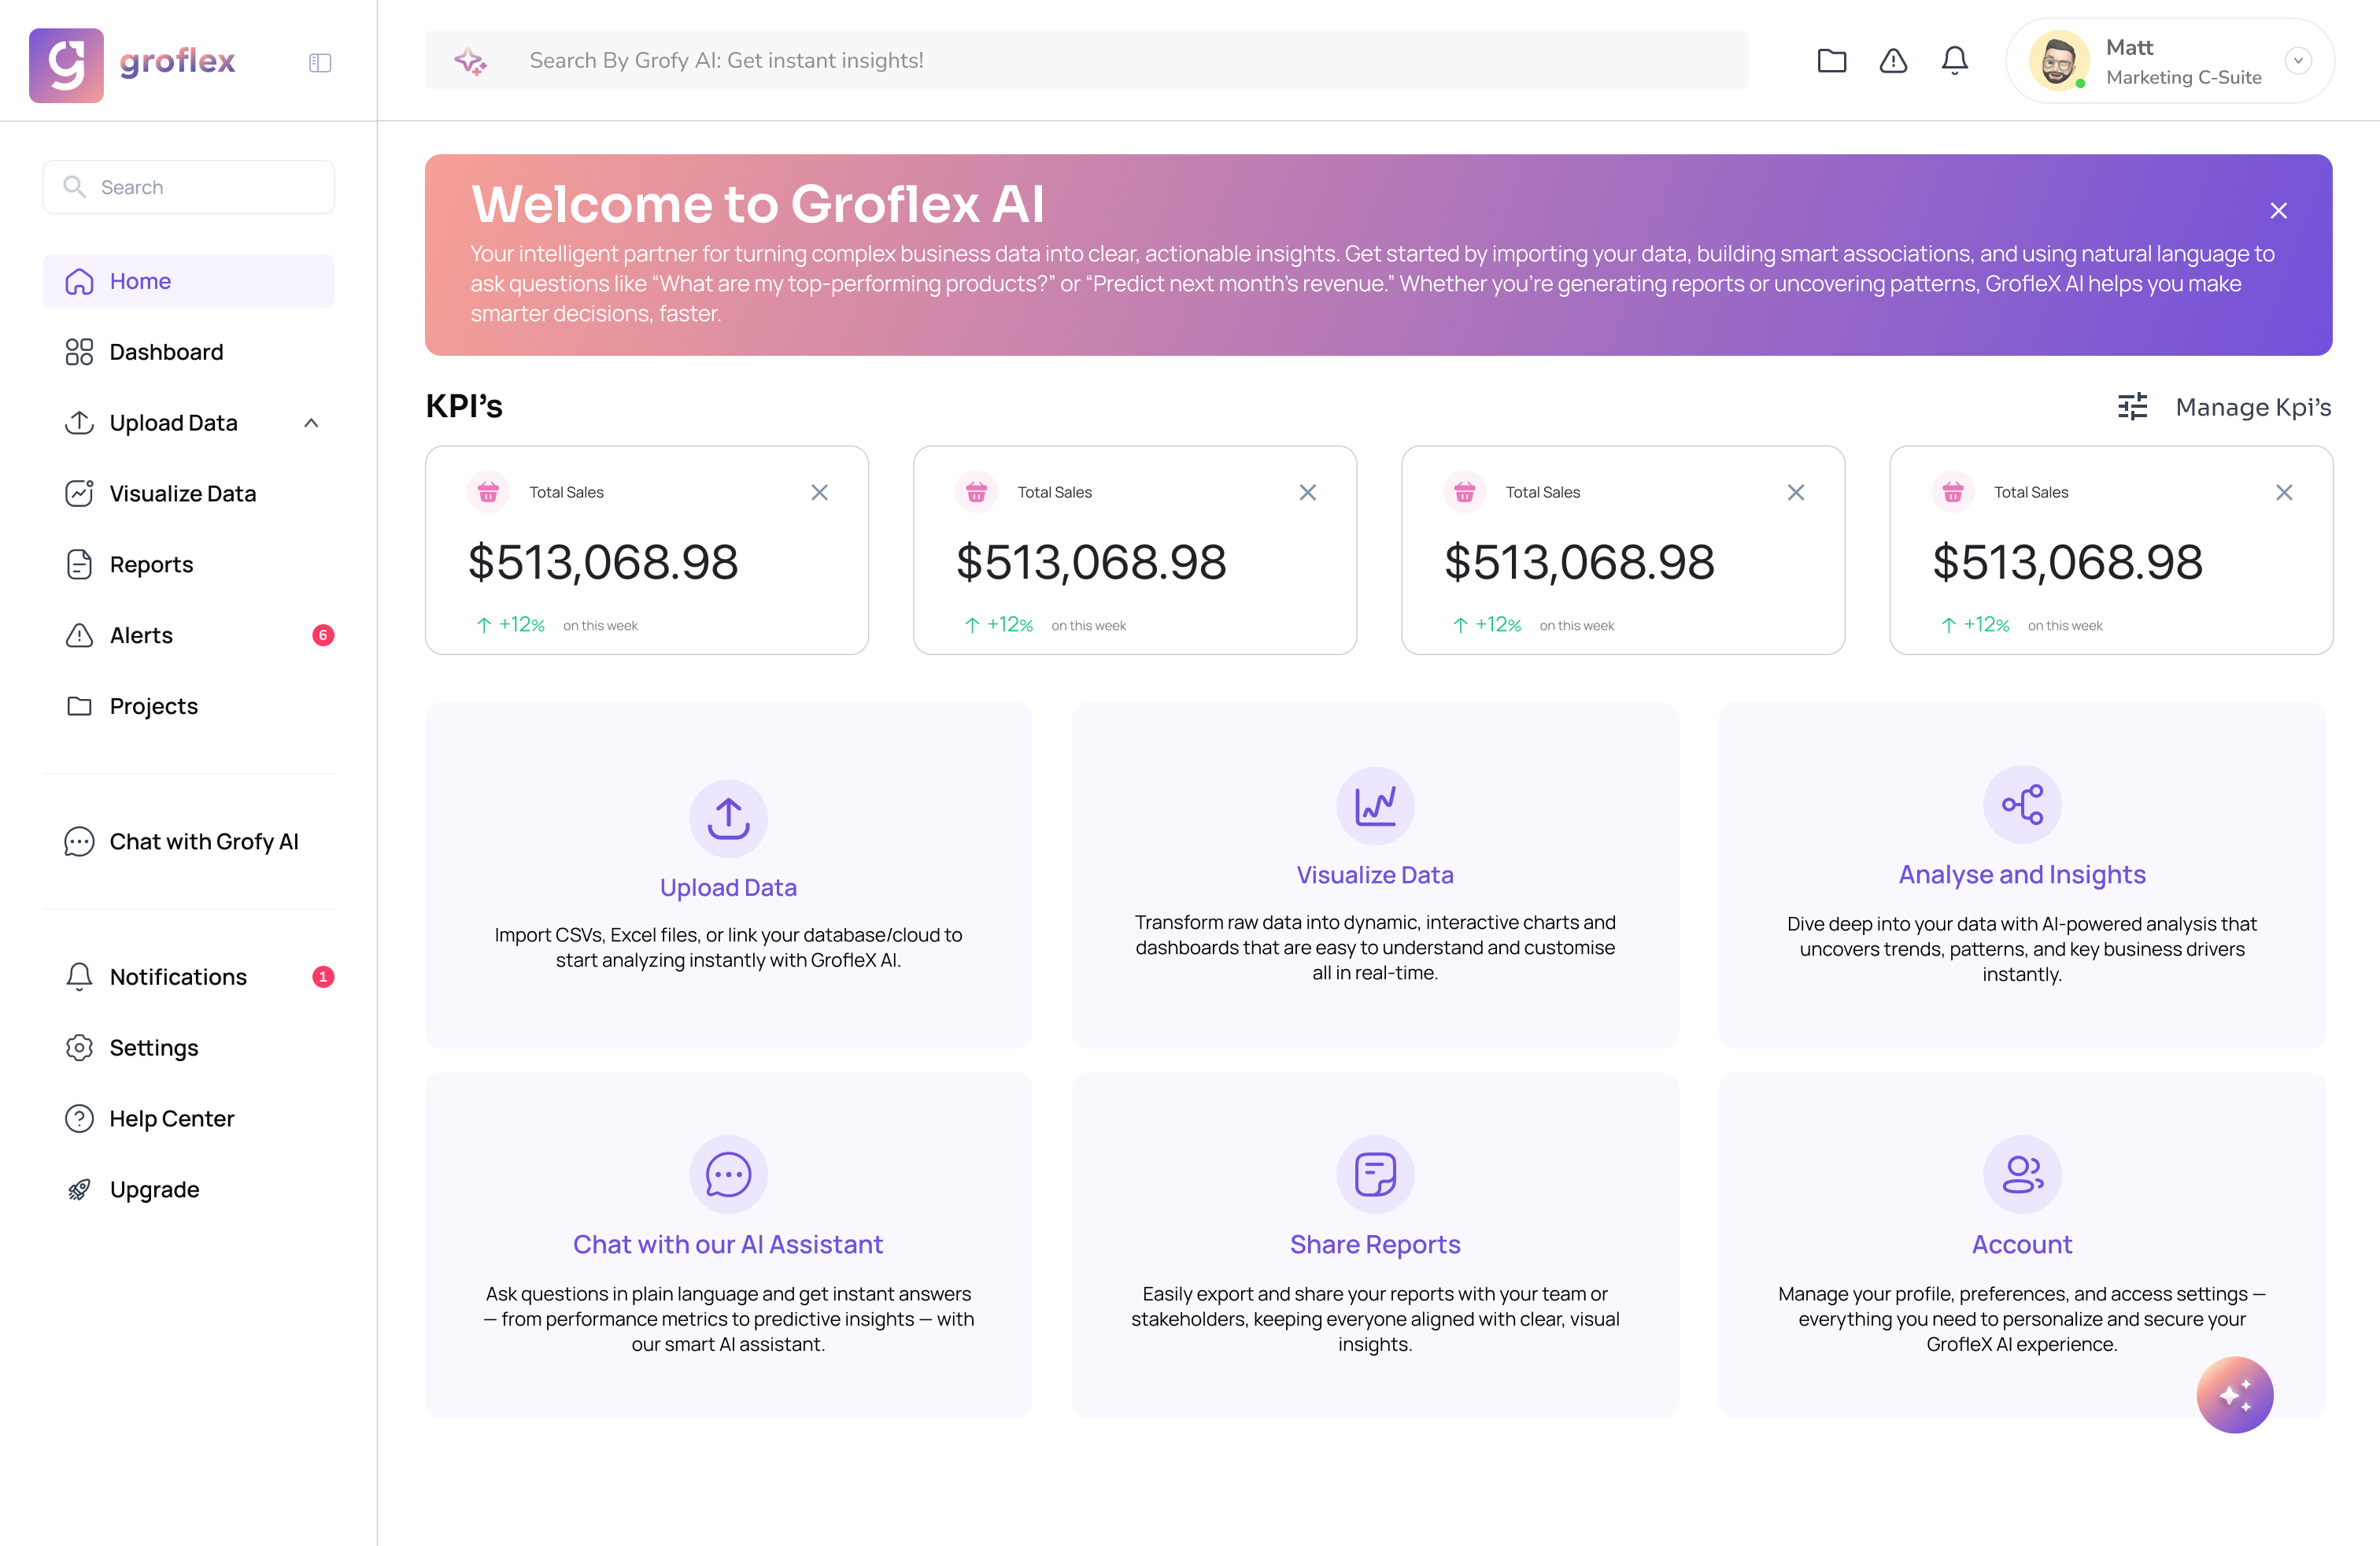 groflex
Search By Grofy AI: Get instant insights!
Matt
Marketing C-Suite
Search
Home
Dashboard
Upload Data
Visualize Data
Reports
Alerts
6
Projects
Chat with Grofy AI
Notifications
1
Settings
Help Center
Upgrade
Welcome to Groflex AI
Your intelligent partner for turning complex business data into clear, actionable insights. Get started by importing your data, building smart associations, and using natural language to
ask questions like “What are my top-performing products?” or “Predict next month’s revenue.” Whether you’re generating reports or uncovering patterns, GrofleX AI helps you make
smarter decisions, faster.
KPI’s
Manage Kpi’s
Total Sales
$513,068.98
+12% on this week
Total Sales
$513,068.98
+12% on this week
Total Sales
$513,068.98
+12% on this week
Total Sales
$513,068.98
+12% on this week
Upload Data
Import CSVs, Excel files, or link your database/cloud to
start analyzing instantly with GrofleX AI.
Visualize Data
Transform raw data into dynamic, interactive charts and
dashboards that are easy to understand and customise
all in real-time.
Analyse and Insights
Dive deep into your data with AI-powered analysis that
uncovers trends, patterns, and key business drivers
instantly.
Chat with our AI Assistant
Ask questions in plain language and get instant answers
— from performance metrics to predictive insights — with
our smart AI assistant.
Share Reports
Easily export and share your reports with your team or
stakeholders, keeping everyone aligned with clear, visual
insights.
Account
Manage your profile, preferences, and access settings —
everything you need to personalize and secure your
GrofleX AI experience.